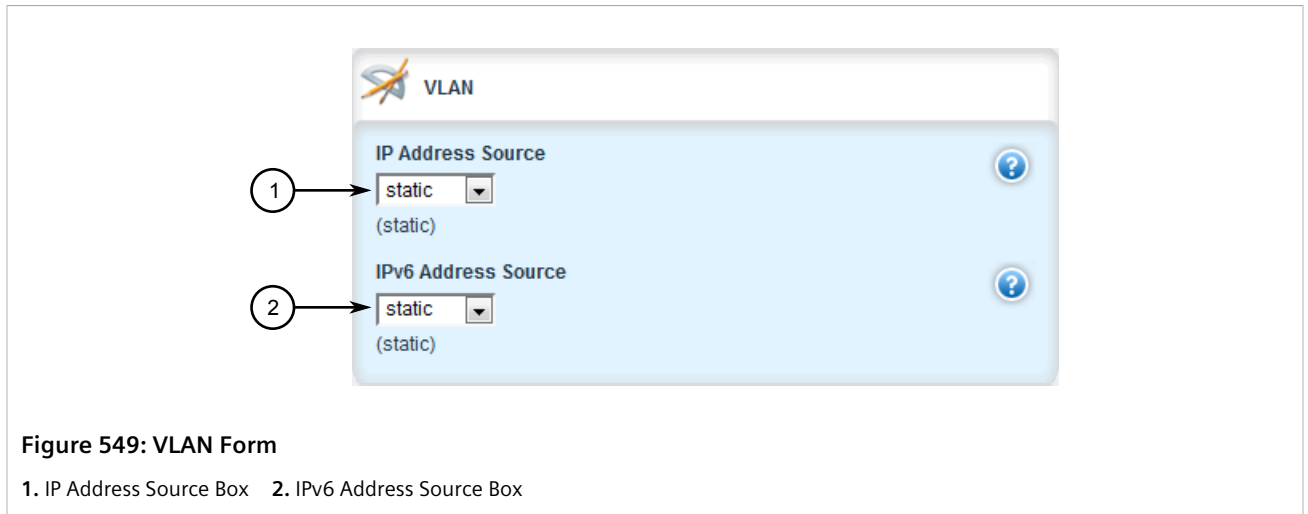 VLAN
IP Address Source
?
1
static
(static)
IPv6 Address Source
?
2
static
(static)
Figure 549: VLAN Form
1. IP Address Source Box 2. IPv6 Address Source Box